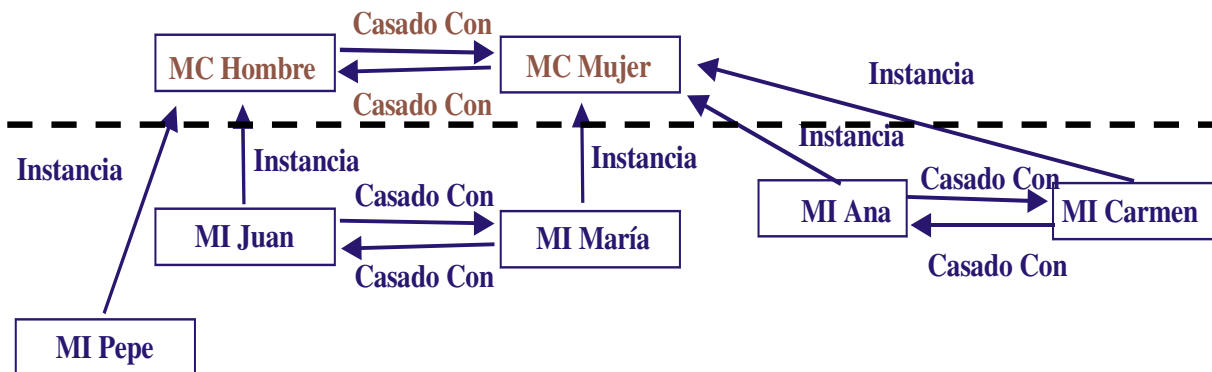 Casado Con
MC Hombre
MC Mujer
Instancia
Casado Con
Instancia
Instancia
Instancia
Instancia
Casado Con
Casado Con
MI Juan
MI María
MI Ana
MI Carmen
Casado Con
Casado Con
MI Pepe